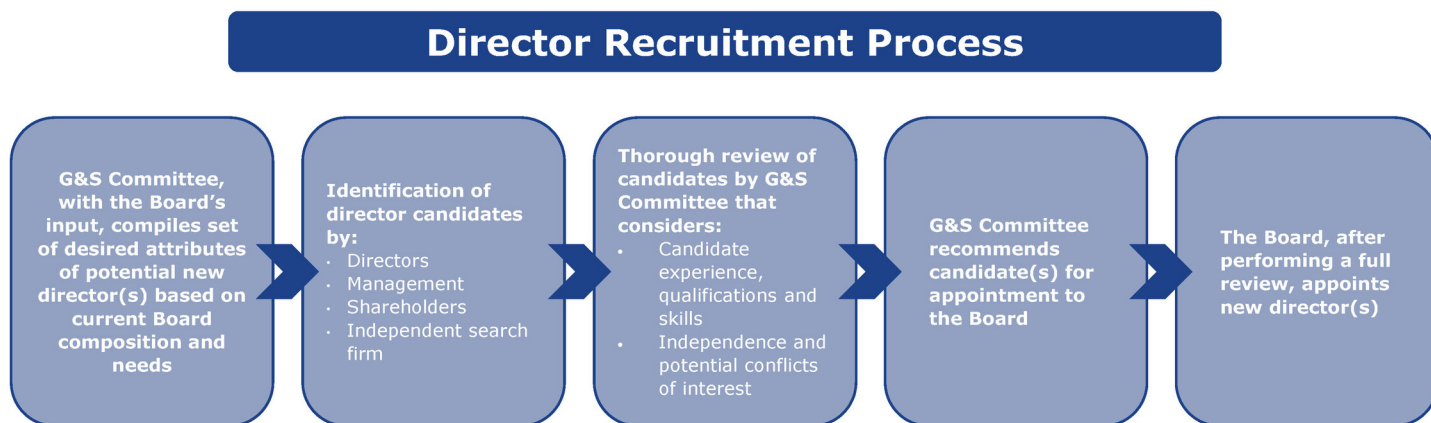 Director Recruitment Process
G&S Committee,
with the Board’s
input, compiles set
of desired attributes
of potential new
director(s) based on
current Board
composition and
needs
Identification of
director candidates
by:
• Directors
• Management
• Shareholders
• Independent search
firm
Thorough review of
candidates by G&S
Committee that
considers:
• Candidate
experience,
qualifications and
skills
• Independence and
potential conflicts
of interest
G&S Committee
recommends
candidate(s) for
appointment to
the Board
The Board, after
performing a full
review, appoints
new director(s)